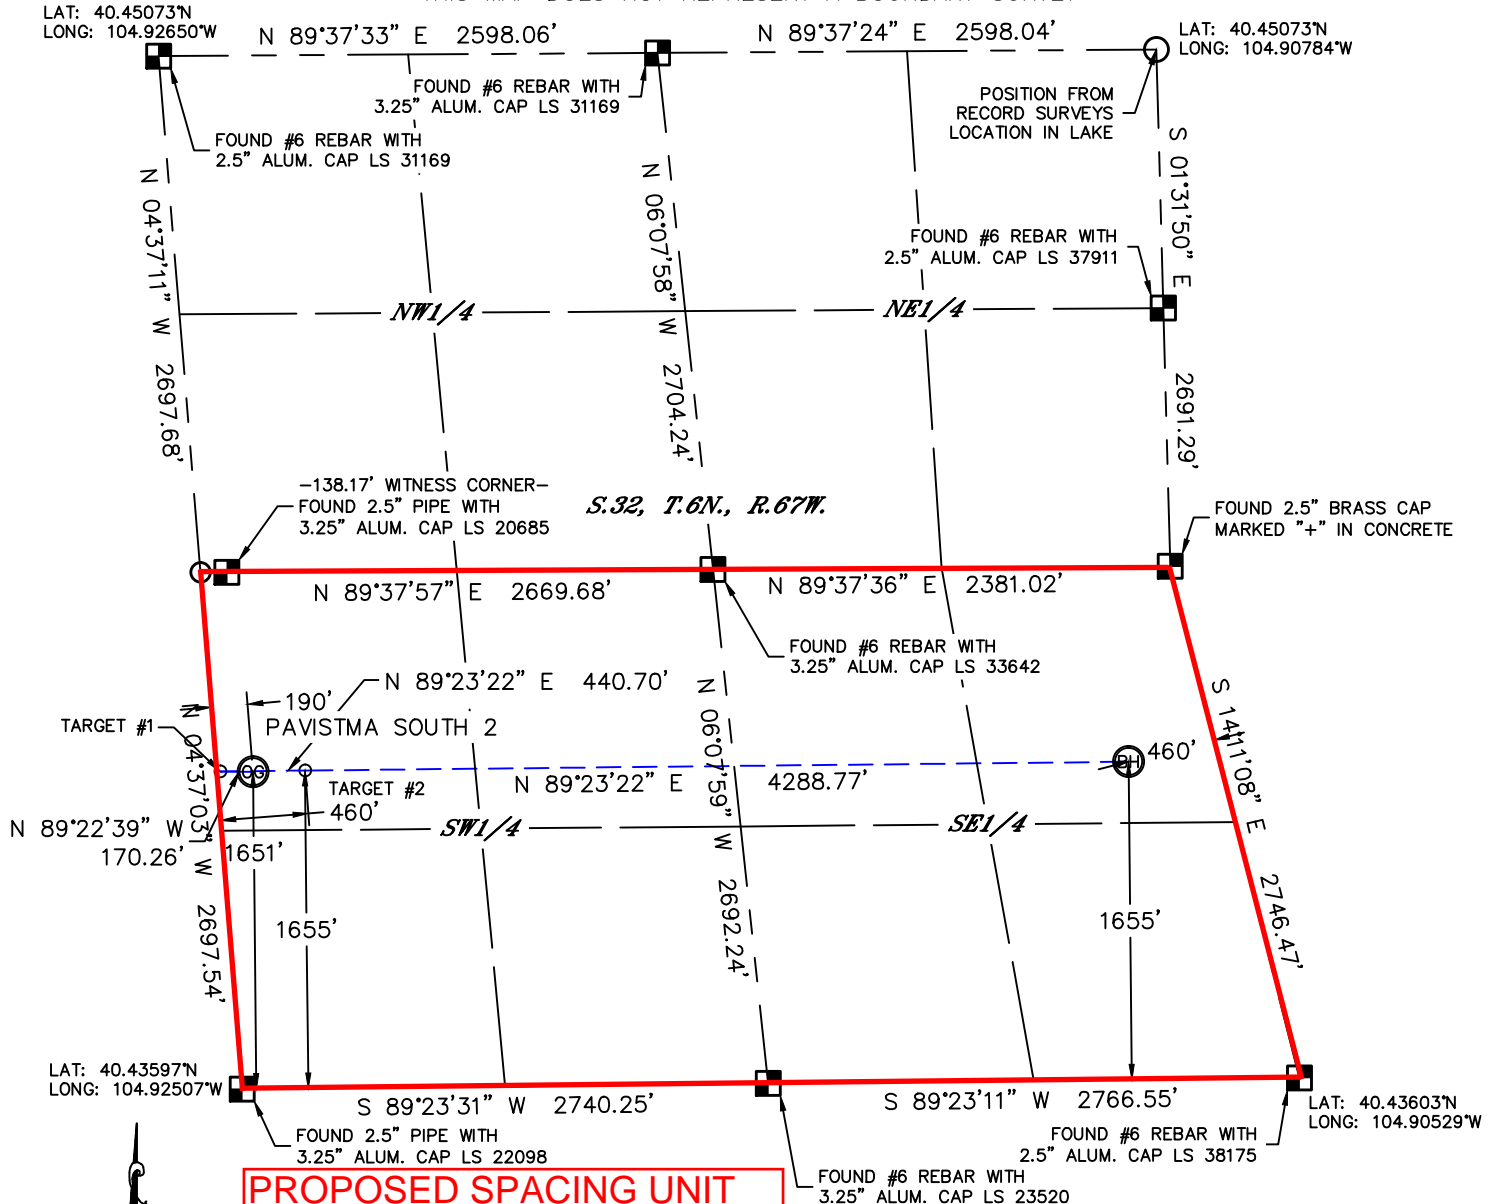 THIS MAP DOES NOT REPRESENT A BOUNDARY SURVEY
LAT: 40.45073°N
LONG: 104.92650°W
N 89°37'33" E 2598.06'
N 89°37'24" E 2598.04'
LAT: 40.45073°N
LONG: 104.90784°W
FOUND #6 REBAR WITH
3.25" ALUM. CAP LS 31169
POSITION FROM
RECORD SURVEYS
LOCATION IN LAKE
FOUND #6 REBAR WITH
2.5" ALUM. CAP LS 31169
N 04°37'11" W 2697.68'
N 06°07'58" W 2704.24'
S 01°31'50" E 2691.29'
FOUND #6 REBAR WITH
2.5" ALUM. CAP LS 37911
NW1/4
NE1/4
-138.17' WITNESS CORNER-
FOUND 2.5" PIPE WITH
3.25" ALUM. CAP LS 20685
S.32, T.6N., R.67W.
FOUND 2.5" BRASS CAP
MARKED "+" IN CONCRETE
N 89°37'57" E 2669.68'
N 89°37'36" E 2381.02'
FOUND #6 REBAR WITH
3.25" ALUM. CAP LS 33642
N 89°23'22" E 440.70'
190'
TARGET #1
PAVISTMA SOUTH 2
OG
BH
460'
TARGET #2
N 89°23'22" E 4288.77'
460'
N 89°22'39" W
170.26'
N 04°37'03" W 2697.54'
N 06°07'59" W 2692.24'
S 14°11'08" E 2746.47'
SW1/4
SE1/4
1651'
1655'
1655'
LAT: 40.43597°N
LONG: 104.92507°W
S 89°23'31" W 2740.25'
S 89°23'11" W 2766.55'
LAT: 40.43603°N
LONG: 104.90529°W
FOUND 2.5" PIPE WITH
3.25" ALUM. CAP LS 22098
FOUND #6 REBAR WITH
2.5" ALUM. CAP LS 38175
PROPOSED SPACING UNIT
FOUND #6 REBAR WITH
3.25" ALUM. CAP LS 23520